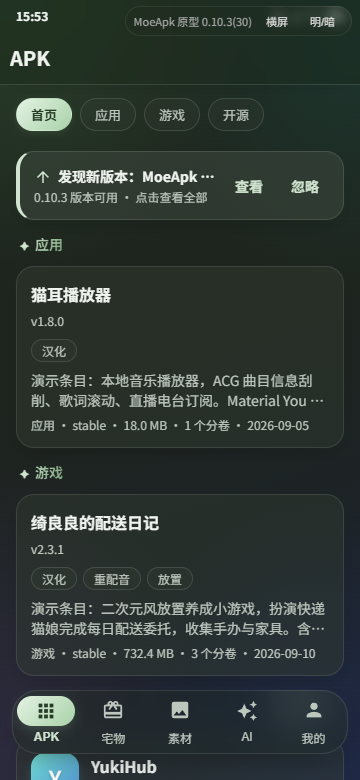 15:53
MoeApk 原型 0.10.3(30) 横屏 明/暗
APK
首页 应用 游戏 开源
发现新版本：MoeApk …
0.10.3 版本可用 • 点击查看全部
查看 忽略
应用
猫耳播放器
v1.8.0
汉化
演示条目：本地音乐播放器，ACG 曲目信息刮
削、歌词滚动、直播电台订阅。Material You …
应用 • stable • 18.0 MB • 1 个分卷 • 2026-09-05
游戏
绮良良的配送日记
v2.3.1
汉化 重配音 放置
演示条目：二次元风放置养成小游戏，扮演快递
猫娘完成每日配送委托，收集手办与家具。含…
游戏 • stable • 732.4 MB • 3 个分卷 • 2026-09-10
APK 宅物 素材 AI 我的
Y
YukiHub